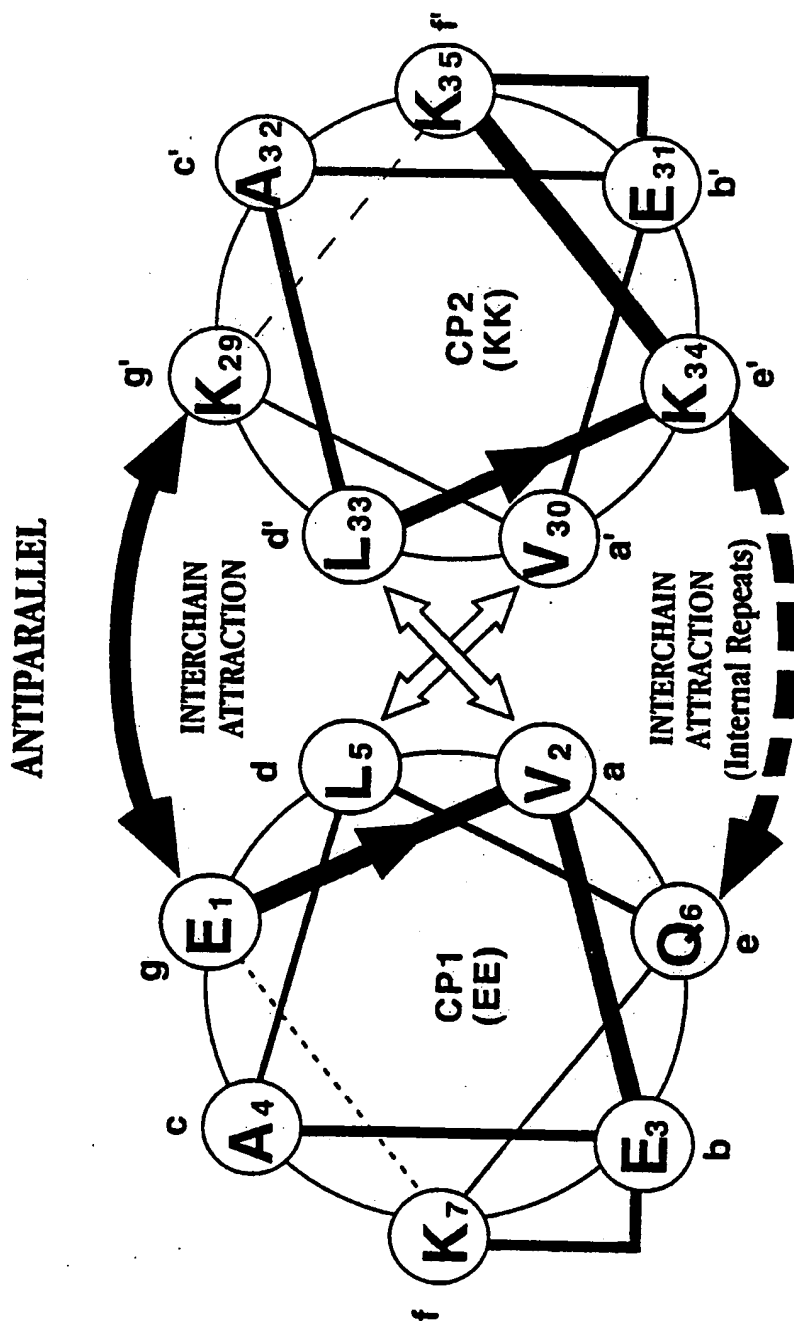 ANTIPARALLEL
INTERCHAIN
ATTRACTION
g
E1
c
A4
d
L5
f
K7
CP1
(EE)
V2
a
E3
b
Q6
e
g'
K29
c'
A32
d'
L33
f'
K35
CP2
(KK)
V30
a'
E31
b'
K34
e'
INTERCHAIN
ATTRACTION
(Internal Repeats)